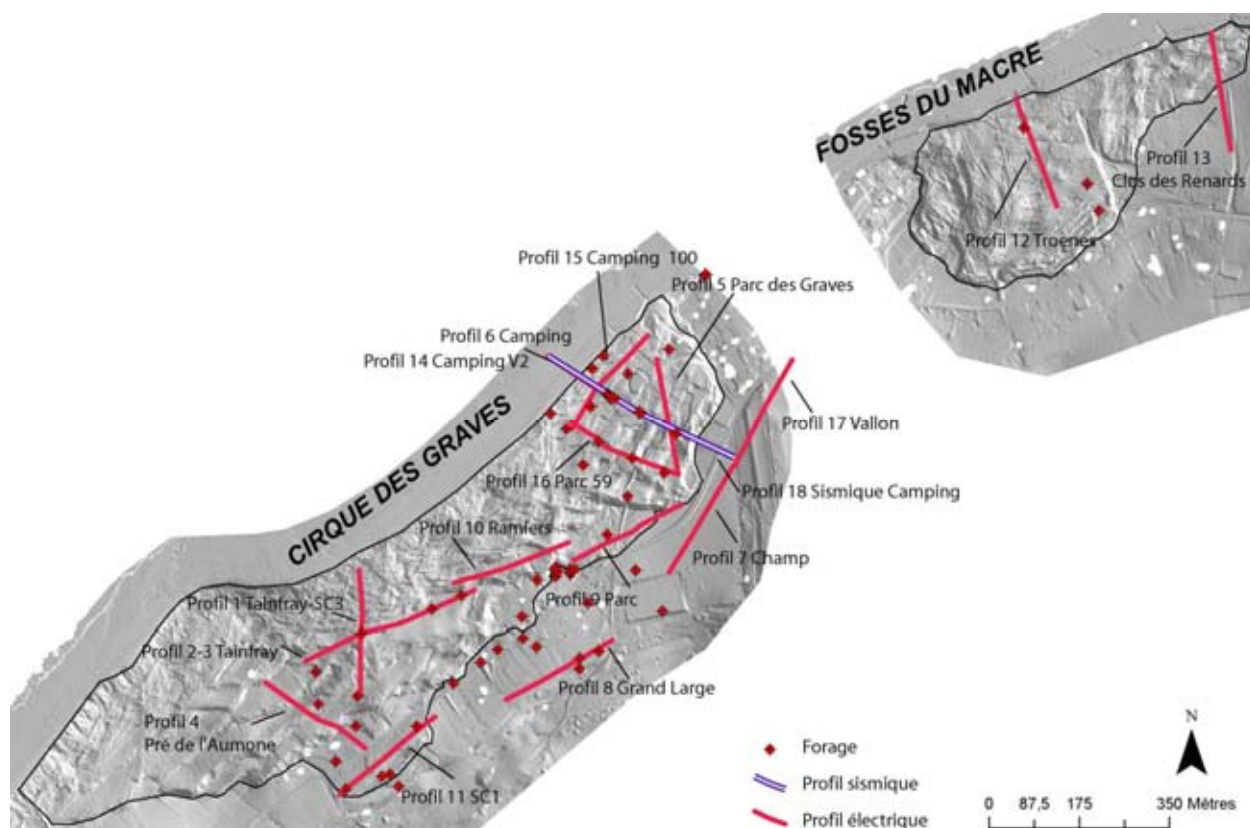 FOSSES DU MACRE
Profil 13
Clos des Renards
Profil 12 Troenes
Profil 15 Camping 100
Profil 5 Parc des Graves
Profil 6 Camping
Profil 14 Camping V2
CIRQUE DES GRAVES
Profil 17 Vallon
Profil 16 Parc 59
Profil 18 Sismique Camping
Profil 10 Ramiers
Profil 7 Champ
Profil 9 Parc
Profil 1 Taintray-SC3
Profil 2-3 Tainfray
Profil 8 Grand Large
Profil 4
Pré de l'Aumone
Profil 11 SC1
N
Forage
Profil sismique
Profil électrique
0 87,5 175 350 Mètres